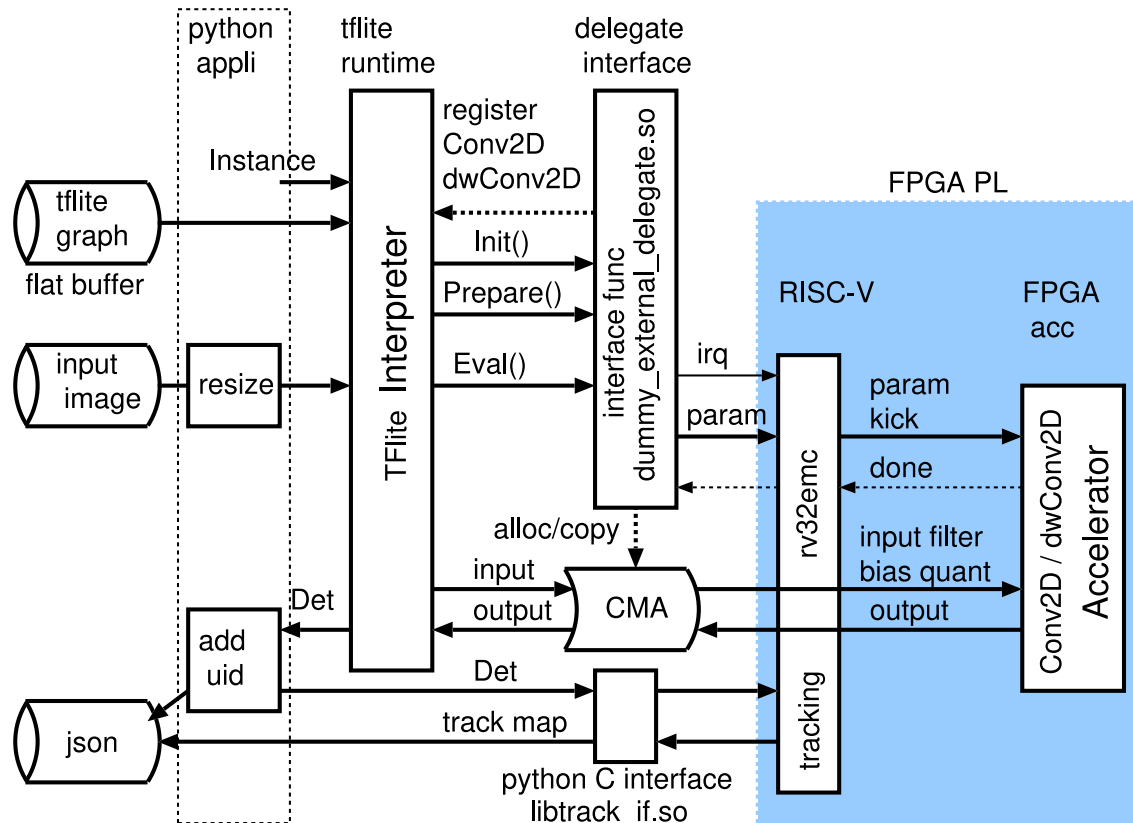 python
appli
tflite
runtime
delegate
interface
register
Conv2D
dwConv2D
Instance
tflite
graph
flat buffer
Init()
Prepare()
Eval()
TFlite Interpreter
interface func
dummy_external_delegate.so
FPGA PL
RISC-V
FPGA
acc
input
image
resize
irq
param
param
kick
done
rv32emc
Conv2D / dwConv2D
Accelerator
alloc/copy
input
output
CMA
input filter
bias quant
output
Det
add
uid
Det
track map
json
tracking
python C interface
libtrack_if.so